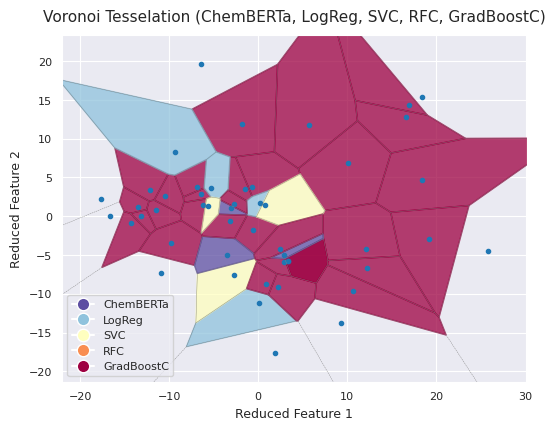 Voronoi Tesselation (ChemBERTa, LogReg, SVC, RFC, GradBoostC)
Reduced Feature 2
20
15
10
5
0
−5
−10
−15
−20
ChemBERTa
LogReg
SVC
RFC
GradBoostC
−20 −10 0 10 20 30
Reduced Feature 1